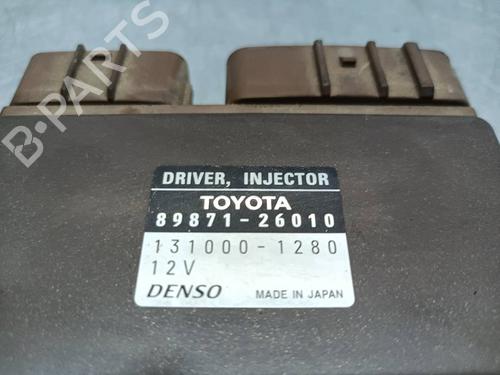 B-PARTS
DRIVER, INJECTOR
TOYOTA
89871-26010
131000-1280
12V
DENSO MADE IN JAPAN